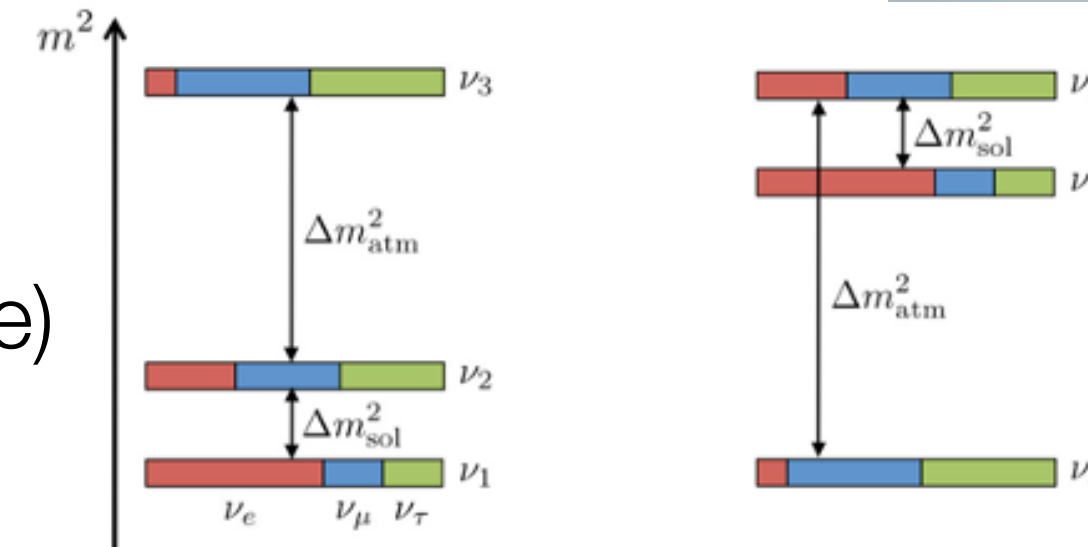 m²
ν₃
ν
Δm²sol
ν
Δm²atm
e)
Δm²atm
ν₂
Δm²sol
ν₁
ν
νₑ νμ ντ